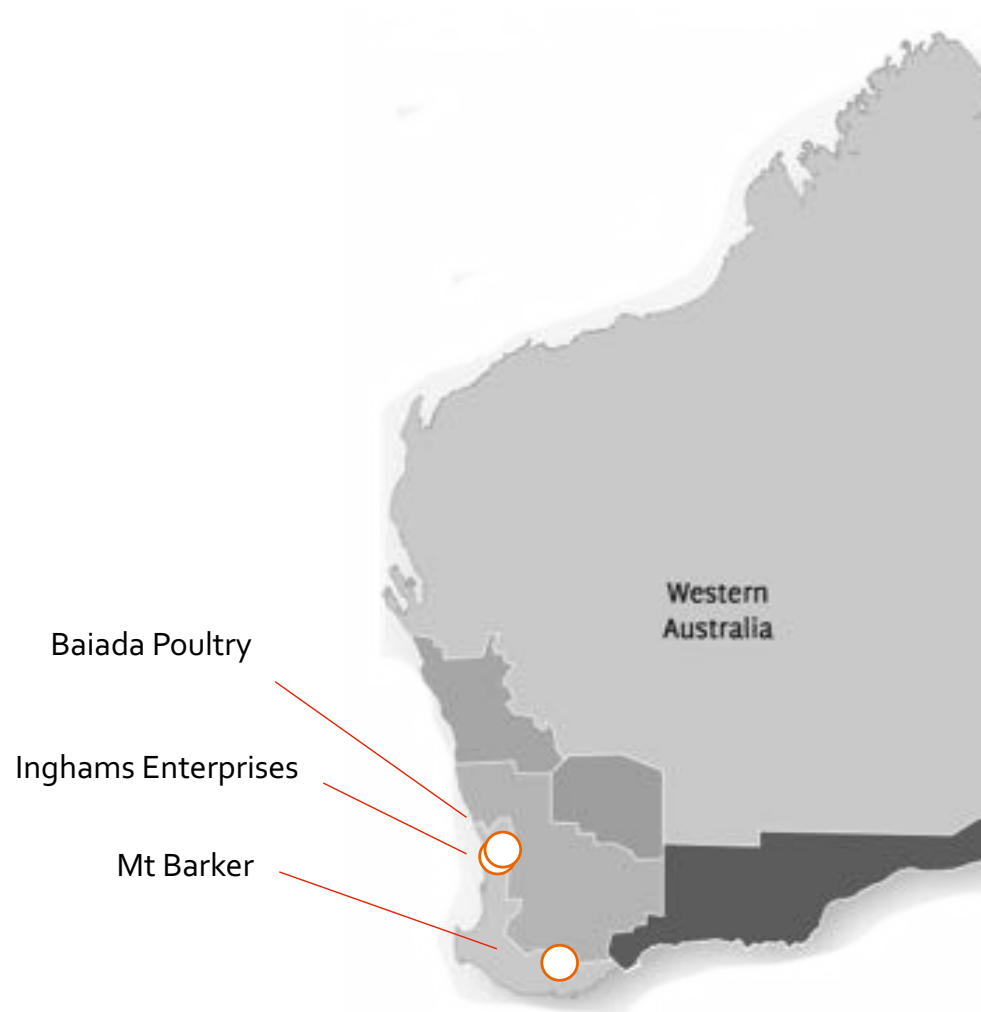 Western
Australia
Baiada Poultry
Inghams Enterprises
Mt Barker